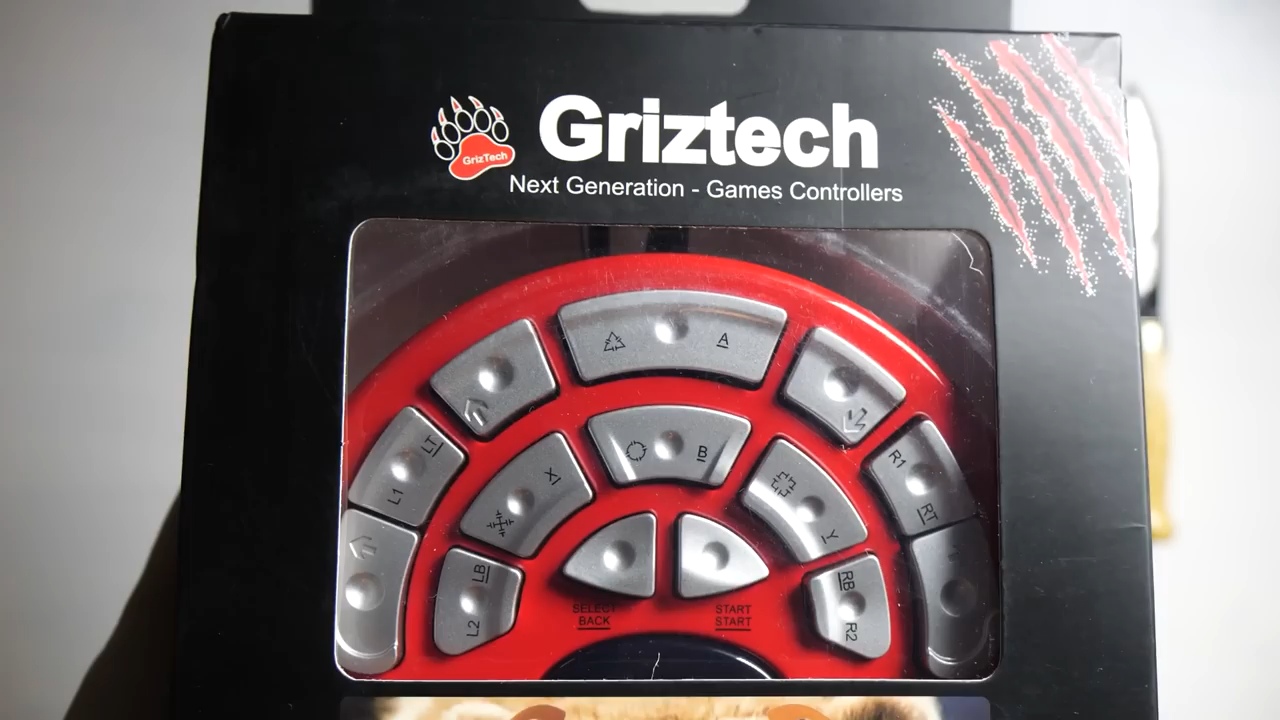 GrizTech
Griztech
Next Generation - Games Controllers
A
LT
L1
X
B
Y
R1
RT
LB
L2
RB
R2
SELECT
BACK
START
START